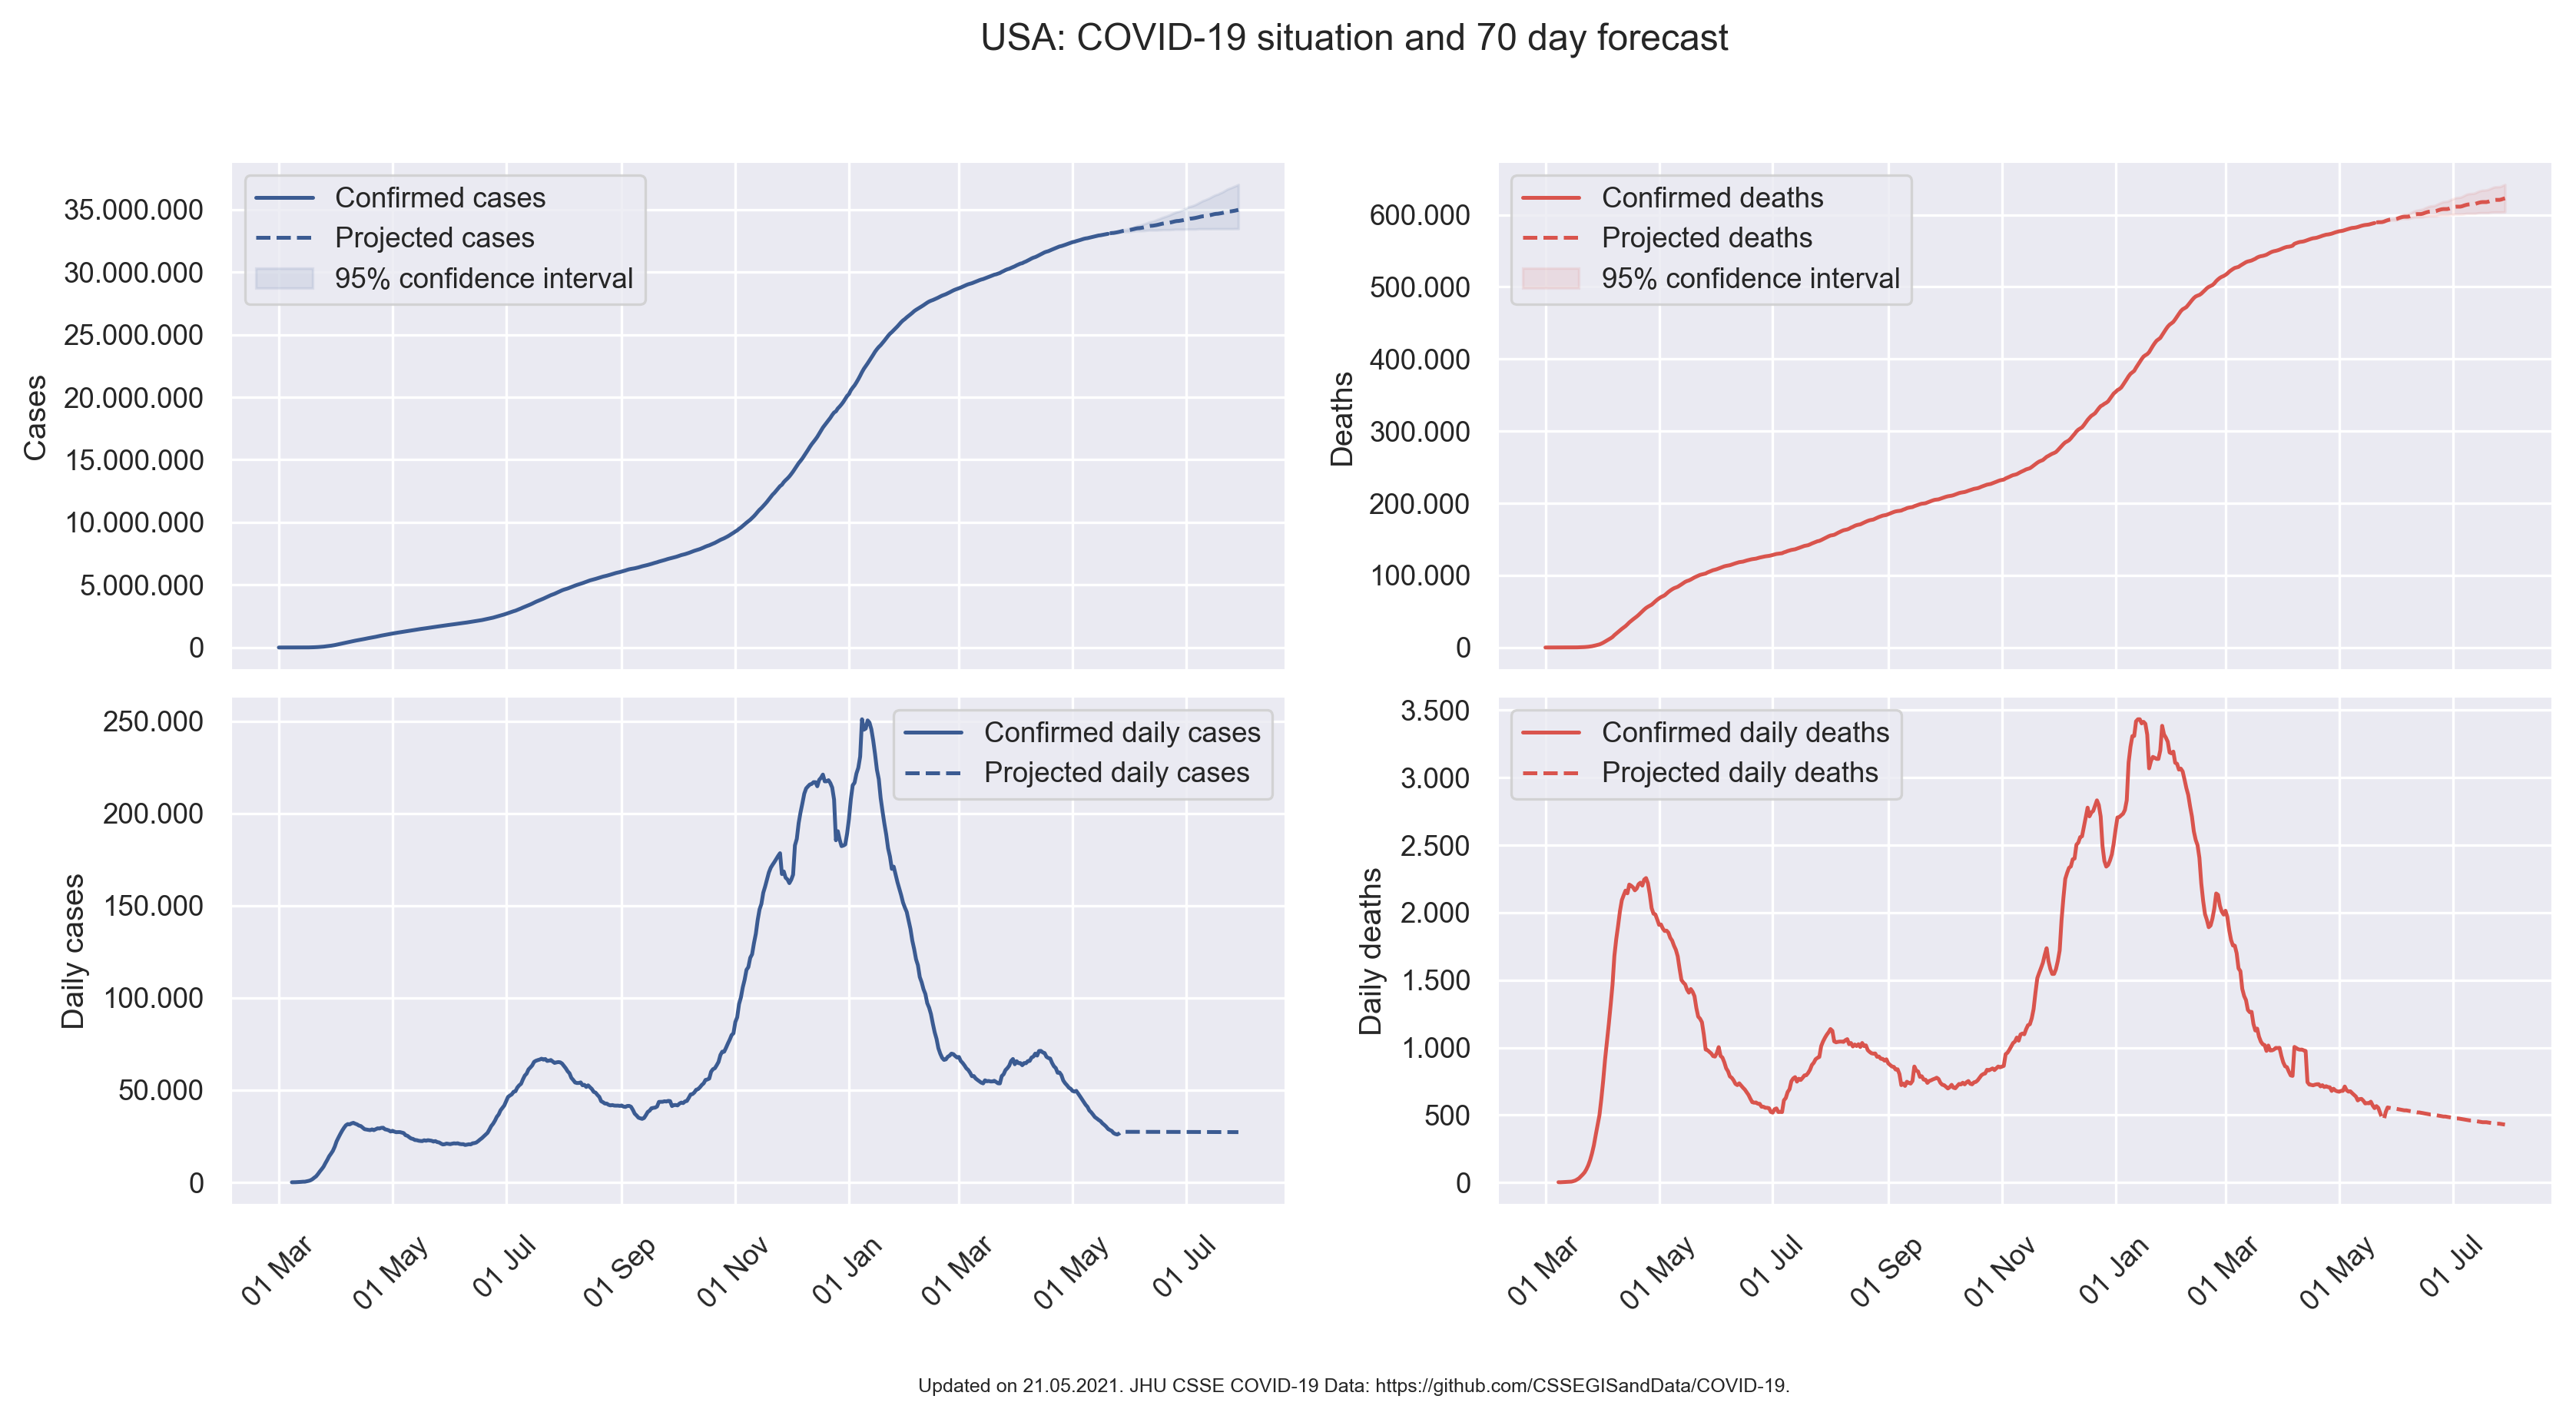 USA: COVID-19 situation and 70 day forecast
Confirmed cases
Projected cases
95% confidence interval
35.000.000
30.000.000
25.000.000
20.000.000
15.000.000
10.000.000
5.000.000
0
Cases
Confirmed deaths
Projected deaths
95% confidence interval
600.000
500.000
400.000
300.000
200.000
100.000
0
Deaths
Confirmed daily cases
Projected daily cases
250.000
200.000
150.000
100.000
50.000
0
Daily cases
01 Mar
01 May
01 Jul
01 Sep
01 Nov
01 Jan
01 Mar
01 May
01 Jul
Confirmed daily deaths
Projected daily deaths
3.500
3.000
2.500
2.000
1.500
1.000
500
0
Daily deaths
01 Mar
01 May
01 Jul
01 Sep
01 Nov
01 Jan
01 Mar
01 May
01 Jul
Updated on 21.05.2021. JHU CSSE COVID-19 Data: https://github.com/CSSEGISandData/COVID-19.